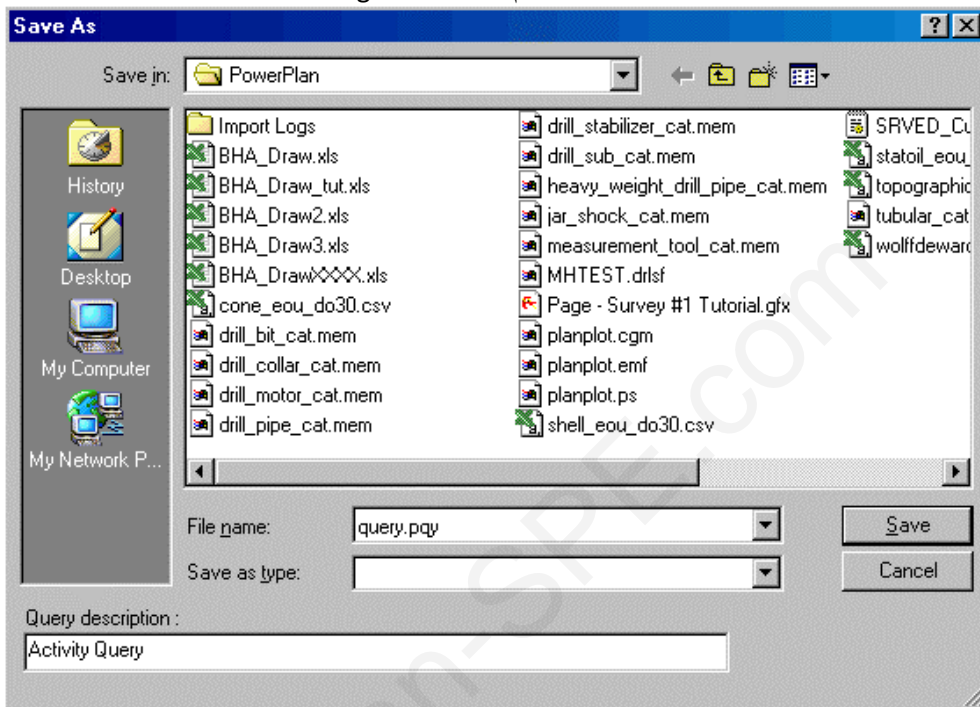 Save As
Save in: PowerPlan
History
Desktop
My Computer
My Network P...
Import Logs
BHA_Draw.xls
BHA_Draw_tut.xls
BHA_Draw2.xls
BHA_Draw3.xls
BHA_DrawXXXX.xls
cone_eou_do30.csv
drill_bit_cat.mem
drill_collar_cat.mem
drill_motor_cat.mem
drill_pipe_cat.mem
drill_stabilizer_cat.mem
drill_sub_cat.mem
heavy_weight_drill_pipe_cat.mem
jar_shock_cat.mem
measurement_tool_cat.mem
MHTEST.drlsf
Page - Survey #1 Tutorial.gfx
planplot.cgm
planplot.emf
planplot.ps
shell_eou_do30.csv
SRVED_Cu
statoil_eou_
topographic
tubular_cat
wolffdeward
File name: query.pqy
Save
Save as type:
Cancel
Query description :
Activity Query
n-SPE.com